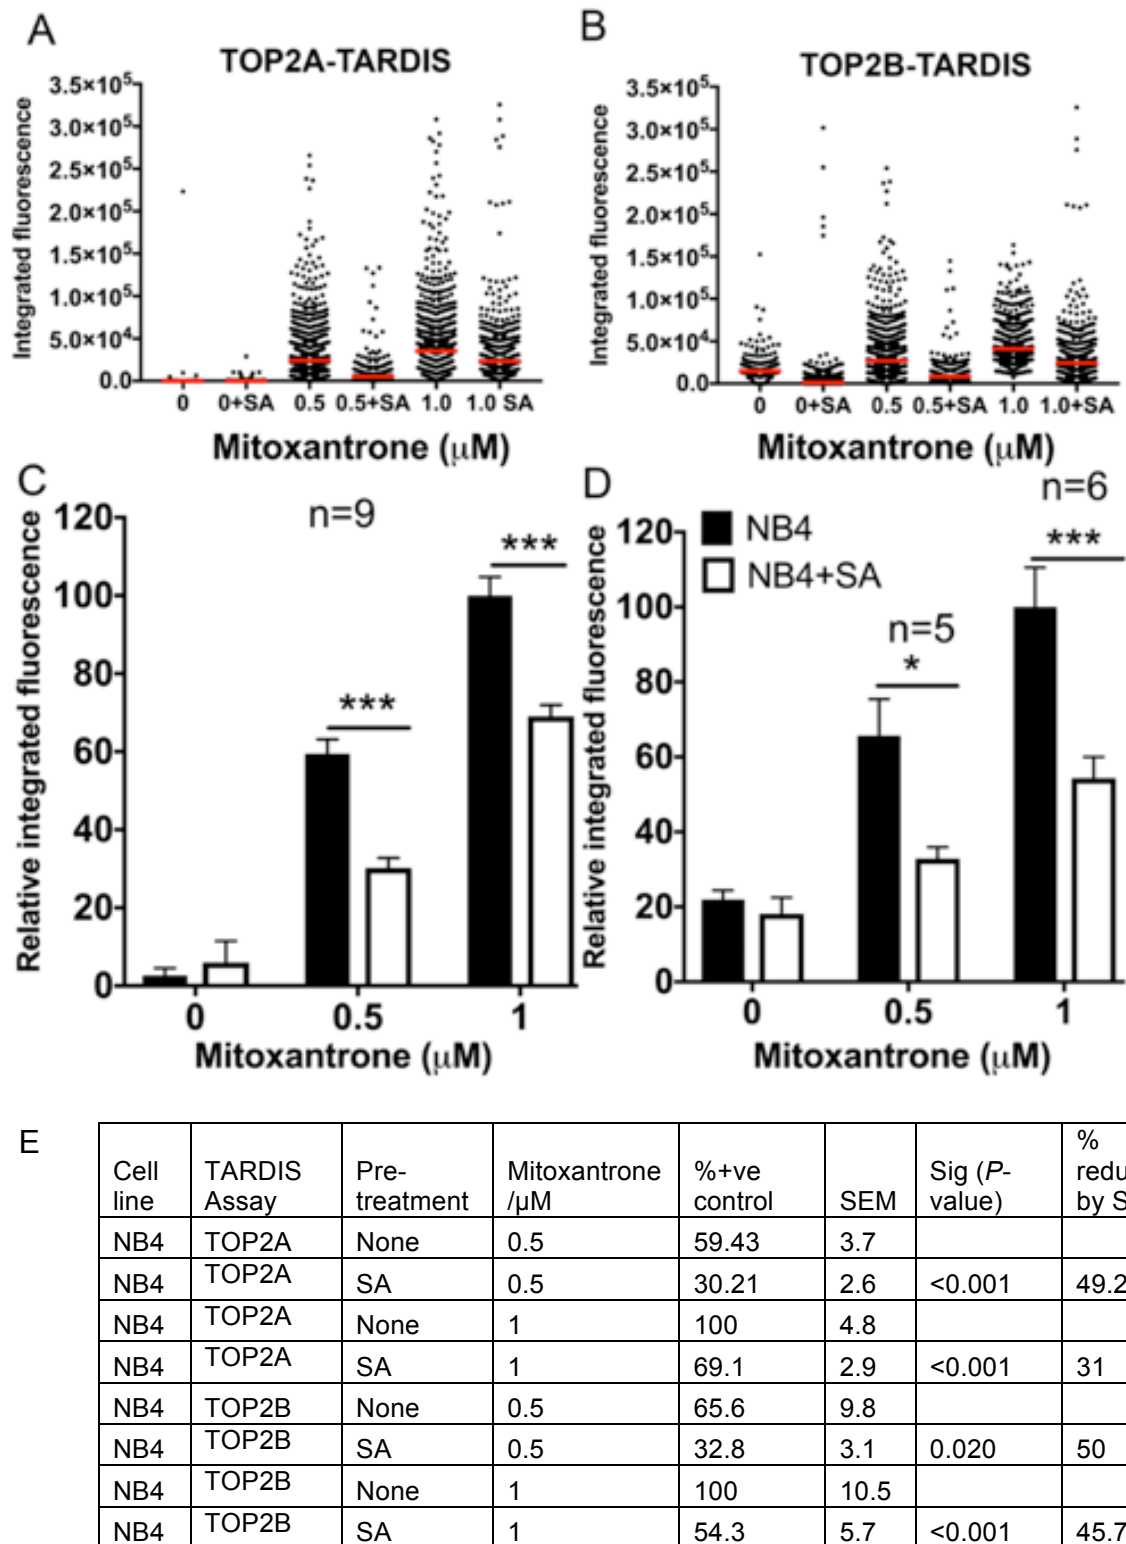 A
TOP2A-TARDIS
Integrated fluorescence
3.5×10⁵
3.0×10⁵
2.5×10⁵
2.0×10⁵
1.5×10⁵
1.0×10⁵
5.0×10⁴
0.0
0 0+SA 0.5 0.5+SA 1.0 1.0 SA
Mitoxantrone (μM)
B
TOP2B-TARDIS
Integrated fluorescence
3.5×10⁵
3.0×10⁵
2.5×10⁵
2.0×10⁵
1.5×10⁵
1.0×10⁵
5.0×10⁴
0.0
0 0+SA 0.5 0.5+SA 1.0 1.0+SA
Mitoxantrone (μM)
C
n=9
Relative integrated fluorescence
120
100
80
60
40
20
0
***
***
0 0.5 1
Mitoxantrone (μM)
D
n=6
NB4
NB4+SA
***
n=5
*
Relative integrated fluorescence
120
100
80
60
40
20
0
0 0.5 1
Mitoxantrone (μM)
E
Cell line TARDIS Assay Pre-treatment Mitoxantrone /μM %+ve control SEM Sig (P-value) % redu by S
NB4 TOP2A None 0.5 59.43 3.7
NB4 TOP2A SA 0.5 30.21 2.6 <0.001 49.2
NB4 TOP2A None 1 100 4.8
NB4 TOP2A SA 1 69.1 2.9 <0.001 31
NB4 TOP2B None 0.5 65.6 9.8
NB4 TOP2B SA 0.5 32.8 3.1 0.020 50
NB4 TOP2B None 1 100 10.5
NB4 TOP2B SA 1 54.3 5.7 <0.001 45.7